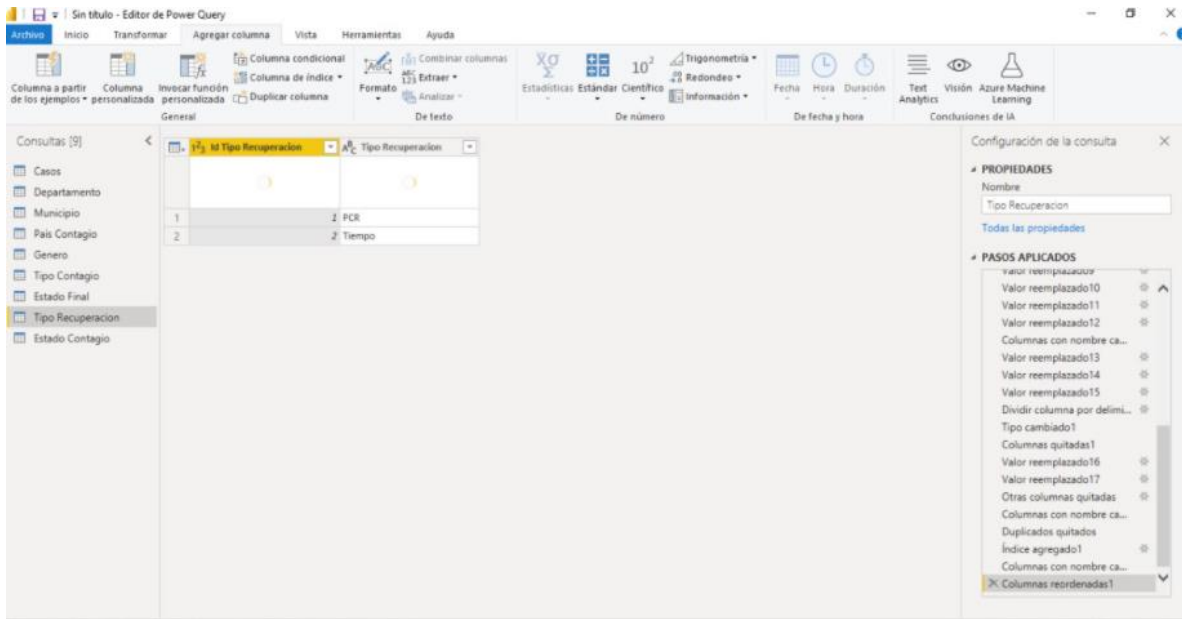 Sin título - Editor de Power Query
Archivo Inicio Transformar Agregar columna Vista Herramientas Ayuda
Columna a partir de los ejemplos
Columna personalizada
Invocar función personalizada
Columna condicional
Columna de índice
Duplicar columna
General
Formato
Combinar columnas
Extraer
Analizar
De texto
Estadísticas
Estándar
Científico
Trigonometría
Redondeo
Información
De número
Fecha
Hora
Duración
De fecha y hora
Text Analytics
Visión
Azure Machine Learning
Conclusiones de IA
Consultas [9]
Casos
Departamento
Municipio
Pais Contagio
Genero
Tipo Contagio
Estado Final
Tipo Recuperacion
Estado Contagio
Id Tipo Recuperacion Tipo Recuperacion
1 1 PCR
2 2 Tiempo
Configuración de la consulta
PROPIEDADES
Nombre
Tipo Recuperacion
Todas las propiedades
PASOS APLICADOS
Valor reemplazado9
Valor reemplazado10
Valor reemplazado11
Valor reemplazado12
Columnas con nombre ca...
Valor reemplazado13
Valor reemplazado14
Valor reemplazado15
Dividir columna por delimi...
Tipo cambiado1
Columnas quitadas1
Valor reemplazado16
Valor reemplazado17
Otras columnas quitadas
Columnas con nombre ca...
Duplicados quitados
Índice agregado1
Columnas con nombre ca...
Columnas reordenadas1